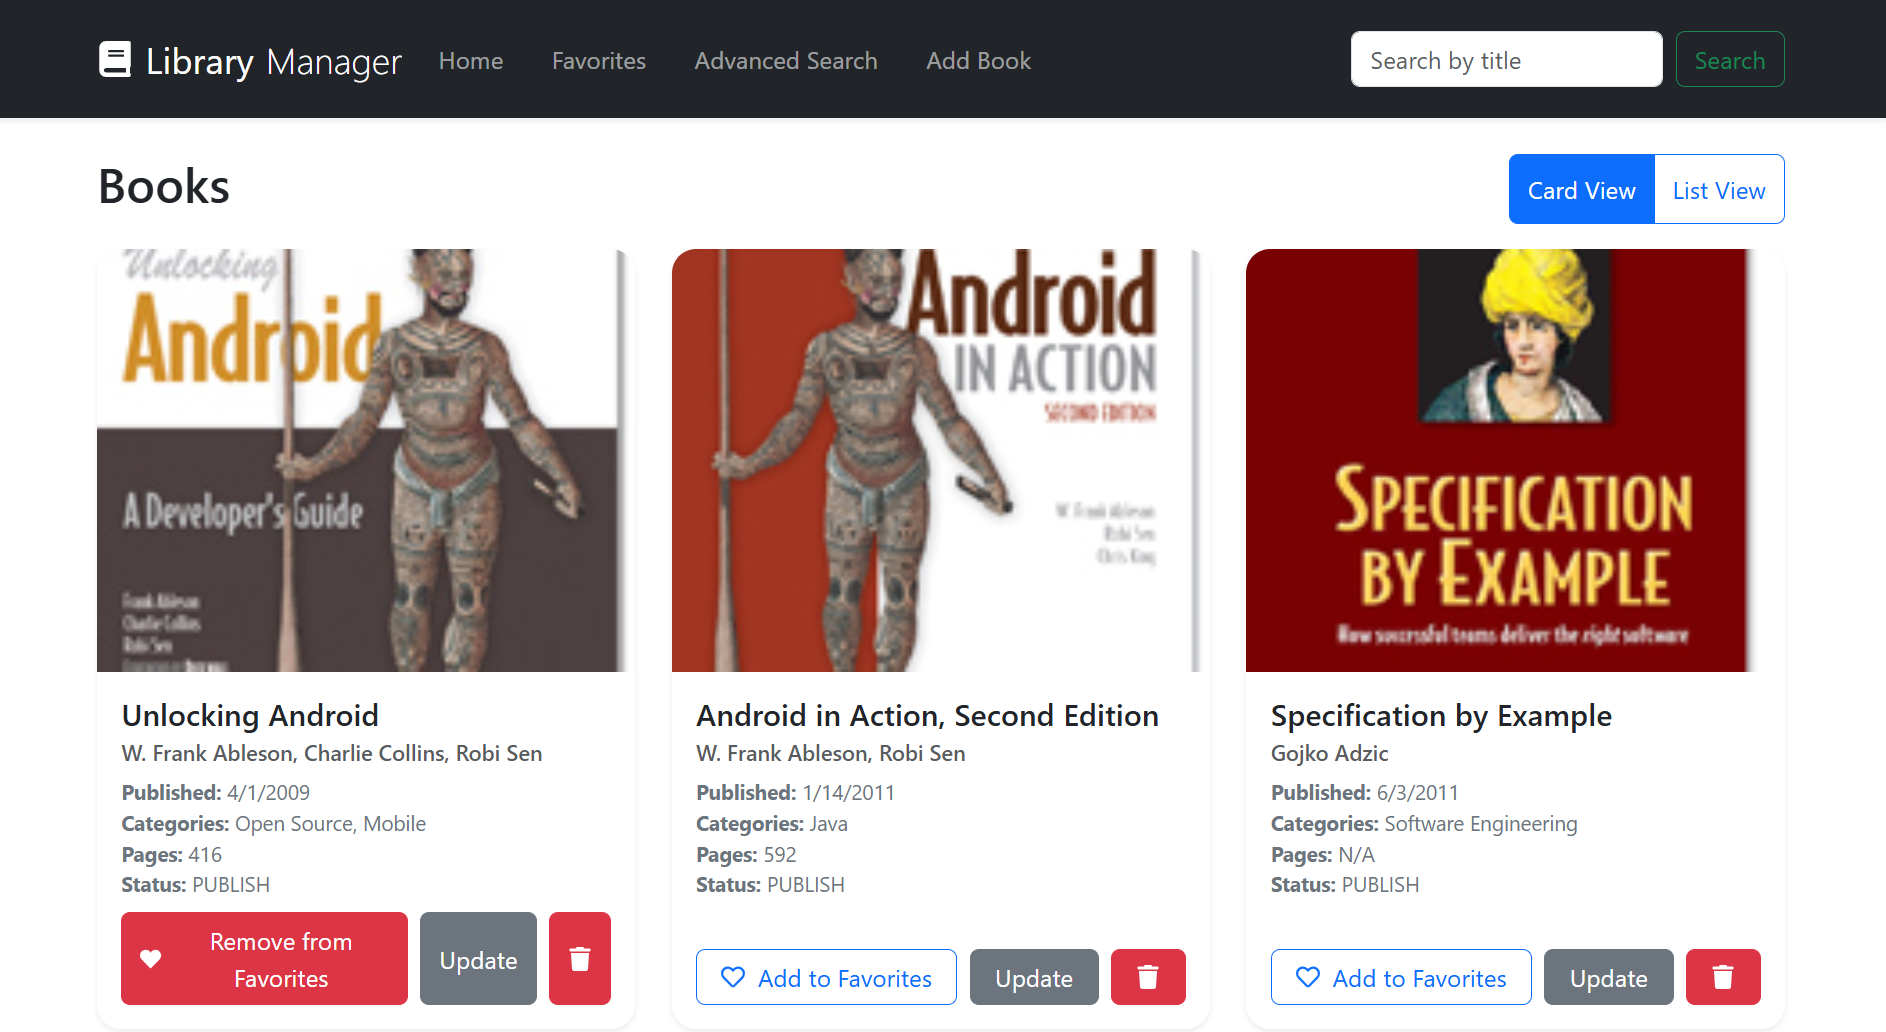 Library Manager Home Favorites Advanced Search Add Book Search by title Search
Books
Card View List View
Unlocking
Android
A Developer's Guide
Frank Ableson
Charlie Collins
Robi Sen
Android
IN ACTION
SECOND EDITION
W. Frank Ableson
Robi Sen
Chris King
SPECIFICATION
BY EXAMPLE
How successful teams deliver the right software
Unlocking Android
W. Frank Ableson, Charlie Collins, Robi Sen
Published: 4/1/2009
Categories: Open Source, Mobile
Pages: 416
Status: PUBLISH
Remove from
Favorites
Update
Android in Action, Second Edition
W. Frank Ableson, Robi Sen
Published: 1/14/2011
Categories: Java
Pages: 592
Status: PUBLISH
Add to Favorites
Update
Specification by Example
Gojko Adzic
Published: 6/3/2011
Categories: Software Engineering
Pages: N/A
Status: PUBLISH
Add to Favorites
Update